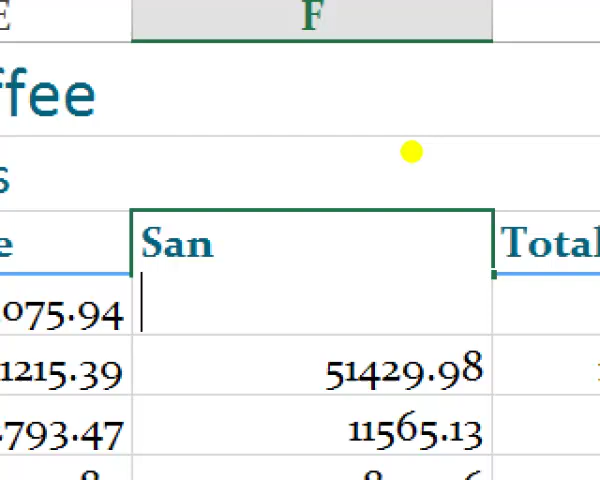 F
ffee
s
e San Total
075.94
1215.39 51429.98
.793.47 11565.13